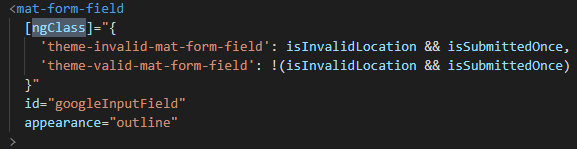 <mat-form-field
[ngClass]="{
'theme-invalid-mat-form-field': isInvalidLocation && isSubmittedOnce,
'theme-valid-mat-form-field': !(isInvalidLocation && isSubmittedOnce)
}"
id="googleInputField"
appearance="outline"
>